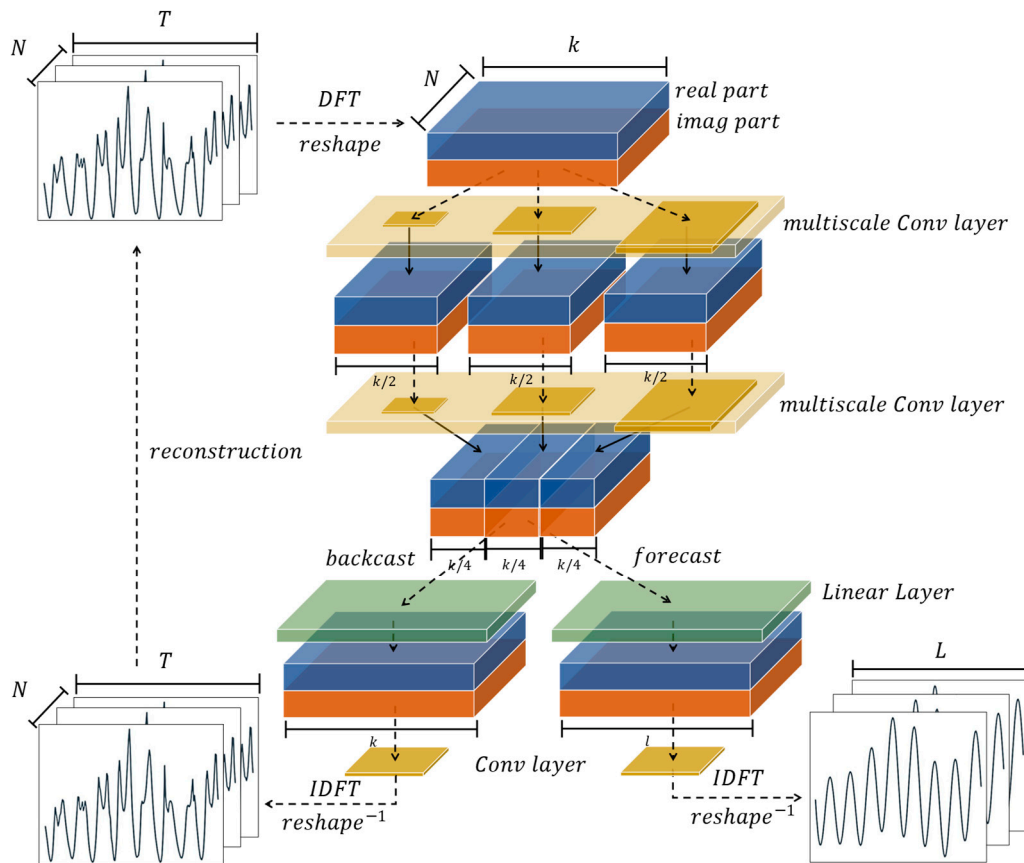 T
N
k
N
DFT
reshape
real part
imag part
multiscale Conv layer
k/2
k/2
k/2
multiscale Conv layer
reconstruction
backcast
k/4
k/4
k/4
forecast
Linear Layer
T
N
L
k
l
Conv layer
IDFT
reshape⁻¹
IDFT
reshape⁻¹